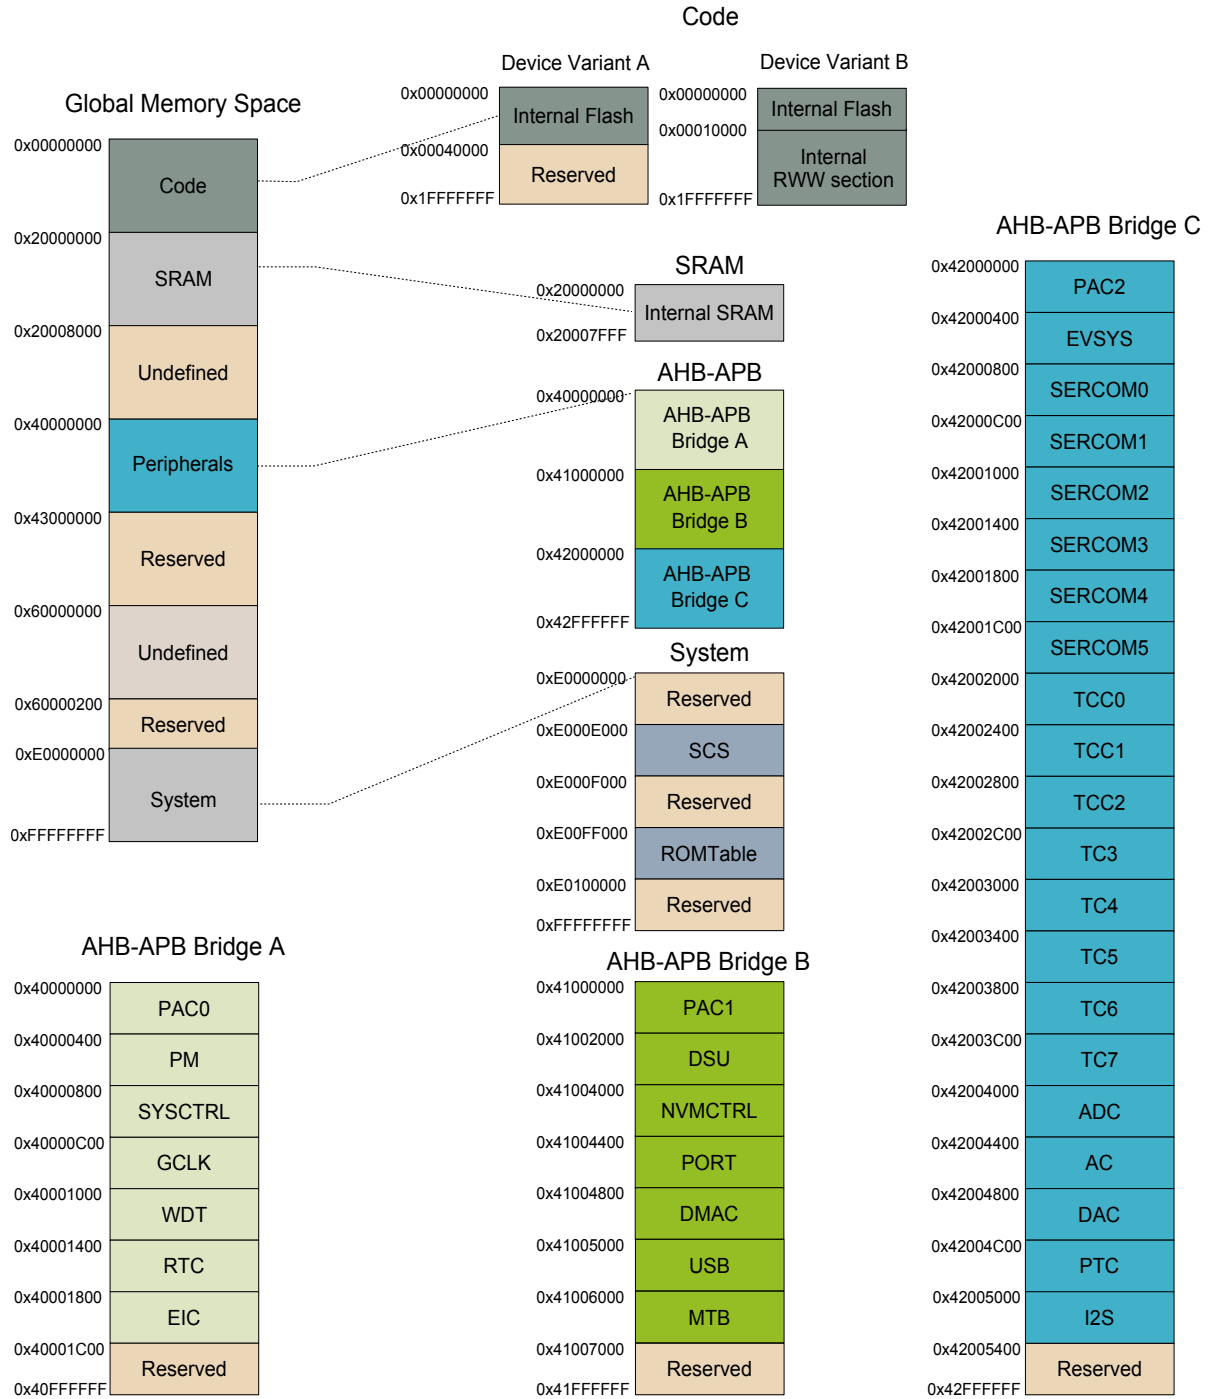 Code
Device Variant A
0x00000000
Internal Flash
0x00040000
Reserved
0x1FFFFFFF
Device Variant B
0x00000000
Internal Flash
0x00010000
Internal
RWW section
0x1FFFFFFF
Global Memory Space
0x00000000
Code
0x20000000
SRAM
0x20008000
Undefined
0x40000000
Peripherals
0x43000000
Reserved
0x60000000
Undefined
0x60000200
Reserved
0xE0000000
System
0xFFFFFFFF
SRAM
0x20000000
Internal SRAM
0x20007FFF
AHB-APB
0x40000000
AHB-APB
Bridge A
0x41000000
AHB-APB
Bridge B
0x42000000
AHB-APB
Bridge C
0x42FFFFFF
System
0xE0000000
Reserved
0xE000E000
SCS
0xE000F000
Reserved
0xE00FF000
ROMTable
0xE0100000
Reserved
0xFFFFFFFF
AHB-APB Bridge A
0x40000000
PAC0
0x40000400
PM
0x40000800
SYSCTRL
0x40000C00
GCLK
0x40001000
WDT
0x40001400
RTC
0x40001800
EIC
0x40001C00
Reserved
0x40FFFFFF
AHB-APB Bridge B
0x41000000
PAC1
0x41002000
DSU
0x41004000
NVMCTRL
0x41004400
PORT
0x41004800
DMAC
0x41005000
USB
0x41006000
MTB
0x41007000
Reserved
0x41FFFFFF
AHB-APB Bridge C
0x42000000
PAC2
0x42000400
EVSYS
0x42000800
SERCOM0
0x42000C00
SERCOM1
0x42001000
SERCOM2
0x42001400
SERCOM3
0x42001800
SERCOM4
0x42001C00
SERCOM5
0x42002000
TCC0
0x42002400
TCC1
0x42002800
TCC2
0x42002C00
TC3
0x42003000
TC4
0x42003400
TC5
0x42003800
TC6
0x42003C00
TC7
0x42004000
ADC
0x42004400
AC
0x42004800
DAC
0x42004C00
PTC
0x42005000
I2S
0x42005400
Reserved
0x42FFFFFF